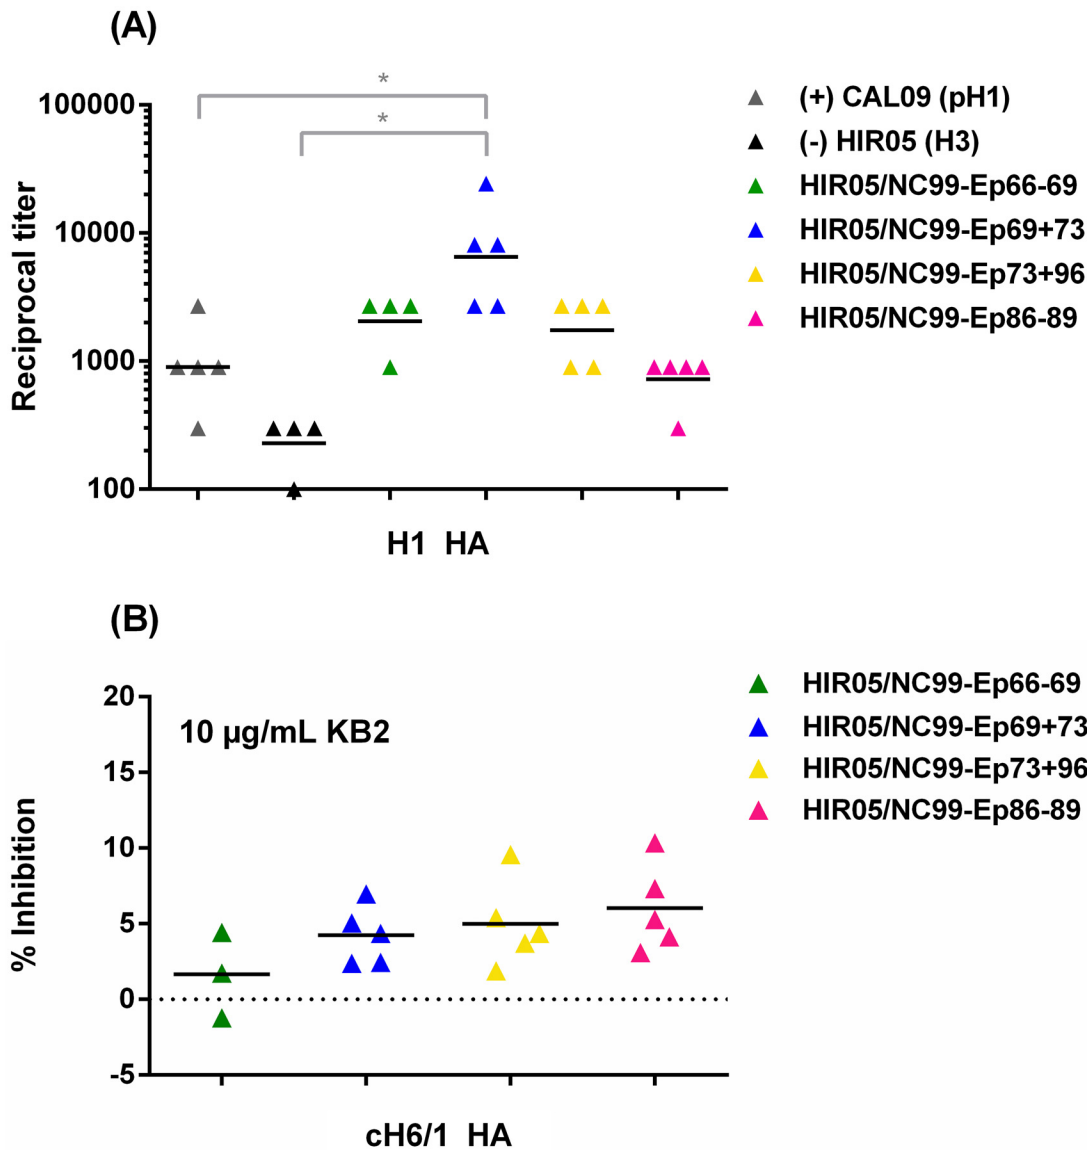 (A)
*
*
100000
10000
1000
100
Reciprocal titer
H1 HA
(+) CAL09 (pH1)
(-) HIR05 (H3)
HIR05/NC99-Ep66-69
HIR05/NC99-Ep69+73
HIR05/NC99-Ep73+96
HIR05/NC99-Ep86-89
(B)
20
15
10
5
0
-5
% Inhibition
10 µg/mL KB2
cH6/1 HA
HIR05/NC99-Ep66-69
HIR05/NC99-Ep69+73
HIR05/NC99-Ep73+96
HIR05/NC99-Ep86-89